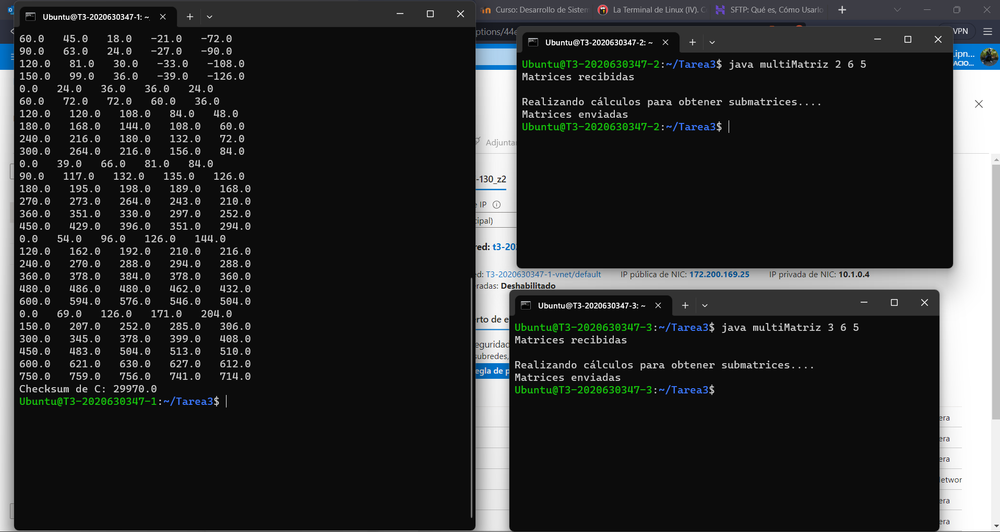 Ubuntu@T3-2020630347-1: ~
60.0   45.0   18.0   -21.0   -72.0
90.0   63.0   24.0   -27.0   -90.0
120.0   81.0   30.0   -33.0   -108.0
150.0   99.0   36.0   -39.0   -126.0
0.0   24.0   36.0   36.0   24.0
60.0   72.0   72.0   60.0   36.0
120.0   120.0   108.0   84.0   48.0
180.0   168.0   144.0   108.0   60.0
240.0   216.0   180.0   132.0   72.0
300.0   264.0   216.0   156.0   84.0
0.0   39.0   66.0   81.0   84.0
90.0   117.0   132.0   135.0   126.0
180.0   195.0   198.0   189.0   168.0
270.0   273.0   264.0   243.0   210.0
360.0   351.0   330.0   297.0   252.0
450.0   429.0   396.0   351.0   294.0
0.0   54.0   96.0   126.0   144.0
120.0   162.0   192.0   210.0   216.0
240.0   270.0   288.0   294.0   288.0
360.0   378.0   384.0   378.0   360.0
480.0   486.0   480.0   462.0   432.0
600.0   594.0   576.0   546.0   504.0
0.0   69.0   126.0   171.0   204.0
150.0   207.0   252.0   285.0   306.0
300.0   345.0   378.0   399.0   408.0
450.0   483.0   504.0   513.0   510.0
600.0   621.0   630.0   627.0   612.0
750.0   759.0   756.0   741.0   714.0
Checksum de C: 29970.0
Ubuntu@T3-2020630347-1:~/Tarea3$
Curso: Desarrollo de Sistem
La Terminal de Linux (IV). C
SFTP: Qué es, Cómo Usarlo
ptions/44e
VPN
.ipn...
ACIO...
Ubuntu@T3-2020630347-2: ~
Ubuntu@T3-2020630347-2:~/Tarea3$ java multiMatriz 2 6 5
Matrices recibidas
Realizando cálculos para obtener submatrices....
Matrices enviadas
Ubuntu@T3-2020630347-2:~/Tarea3$
Adjuntar
-130_z2
e IP
cipal)
red: t3-20
ed: T3-2020630347-1-vnet/default   IP pública de NIC: 172.200.169.25   IP privada de NIC: 10.1.0.4
eradas: Deshabilitado
rto de e
eguridad
subredes,
egla de p
Ubuntu@T3-2020630347-3: ~
Ubuntu@T3-2020630347-3:~/Tarea3$ java multiMatriz 3 6 5
Matrices recibidas
Realizando cálculos para obtener submatrices....
Matrices enviadas
Ubuntu@T3-2020630347-3:~/Tarea3$
era
era
era
etwor
era
era